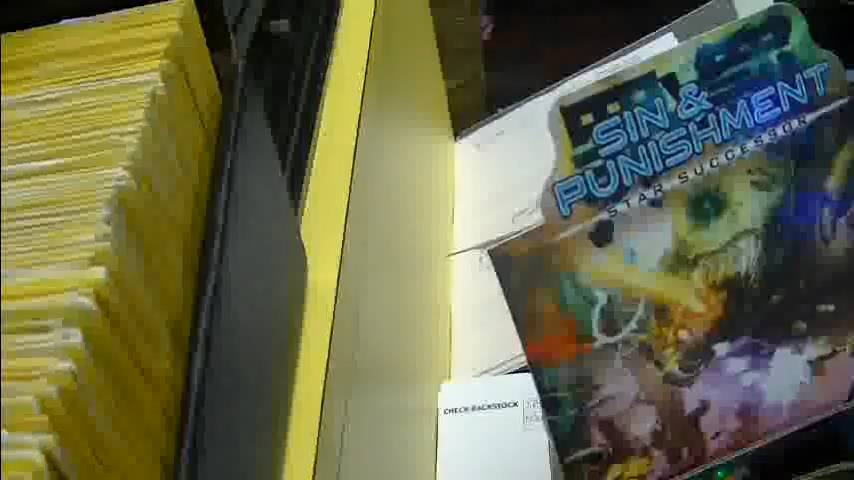 SIN &
PUNISHMENT
STAR SUCCESSOR
CHECK BACKSTOCK